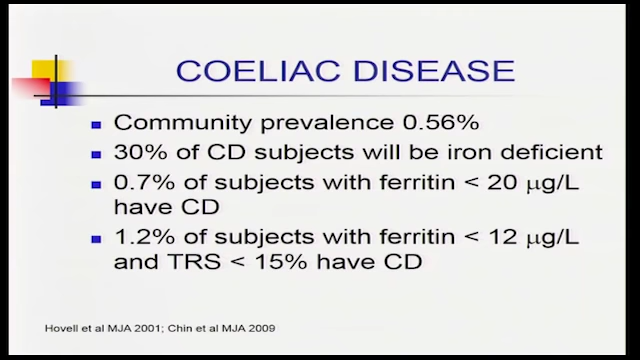 COELIAC DISEASE
Community prevalence 0.56%
30% of CD subjects will be iron deficient
0.7% of subjects with ferritin < 20 μg/L
have CD
1.2% of subjects with ferritin < 12 μg/L
and TRS < 15% have CD
Hovell et al MJA 2001; Chin et al MJA 2009